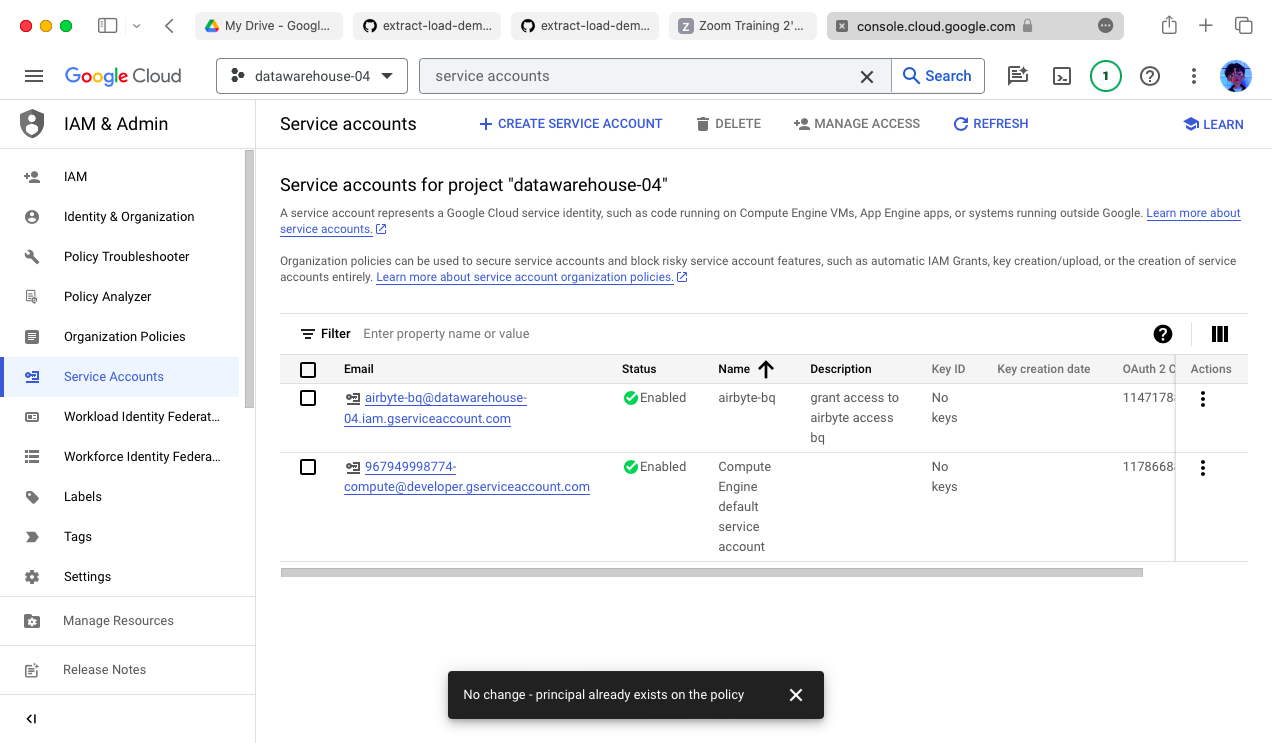 My Drive - Googl...
extract-load-dem...
extract-load-dem...
Z Zoom Training 2'...
console.cloud.google.com
Google Cloud
datawarehouse-04
service accounts
Search
1
IAM & Admin
Service accounts
CREATE SERVICE ACCOUNT
DELETE
MANAGE ACCESS
REFRESH
LEARN
IAM
Identity & Organization
Policy Troubleshooter
Policy Analyzer
Organization Policies
Service Accounts
Workload Identity Federat...
Workforce Identity Federa...
Labels
Tags
Settings
Manage Resources
Release Notes
Service accounts for project "datawarehouse-04"
A service account represents a Google Cloud service identity, such as code running on Compute Engine VMs, App Engine apps, or systems running outside Google. Learn more about
service accounts.
Organization policies can be used to secure service accounts and block risky service account features, such as automatic IAM Grants, key creation/upload, or the creation of service
accounts entirely. Learn more about service account organization policies.
Filter Enter property name or value
Email Status Name Description Key ID Key creation date OAuth 2 C Actions
airbyte-bq@datawarehouse- Enabled airbyte-bq grant access to No 1147178
04.iam.gserviceaccount.com airbyte access keys
bq
967949998774- Enabled Compute No 1178668
compute@developer.gserviceaccount.com Engine keys
default
service
account
No change - principal already exists on the policy